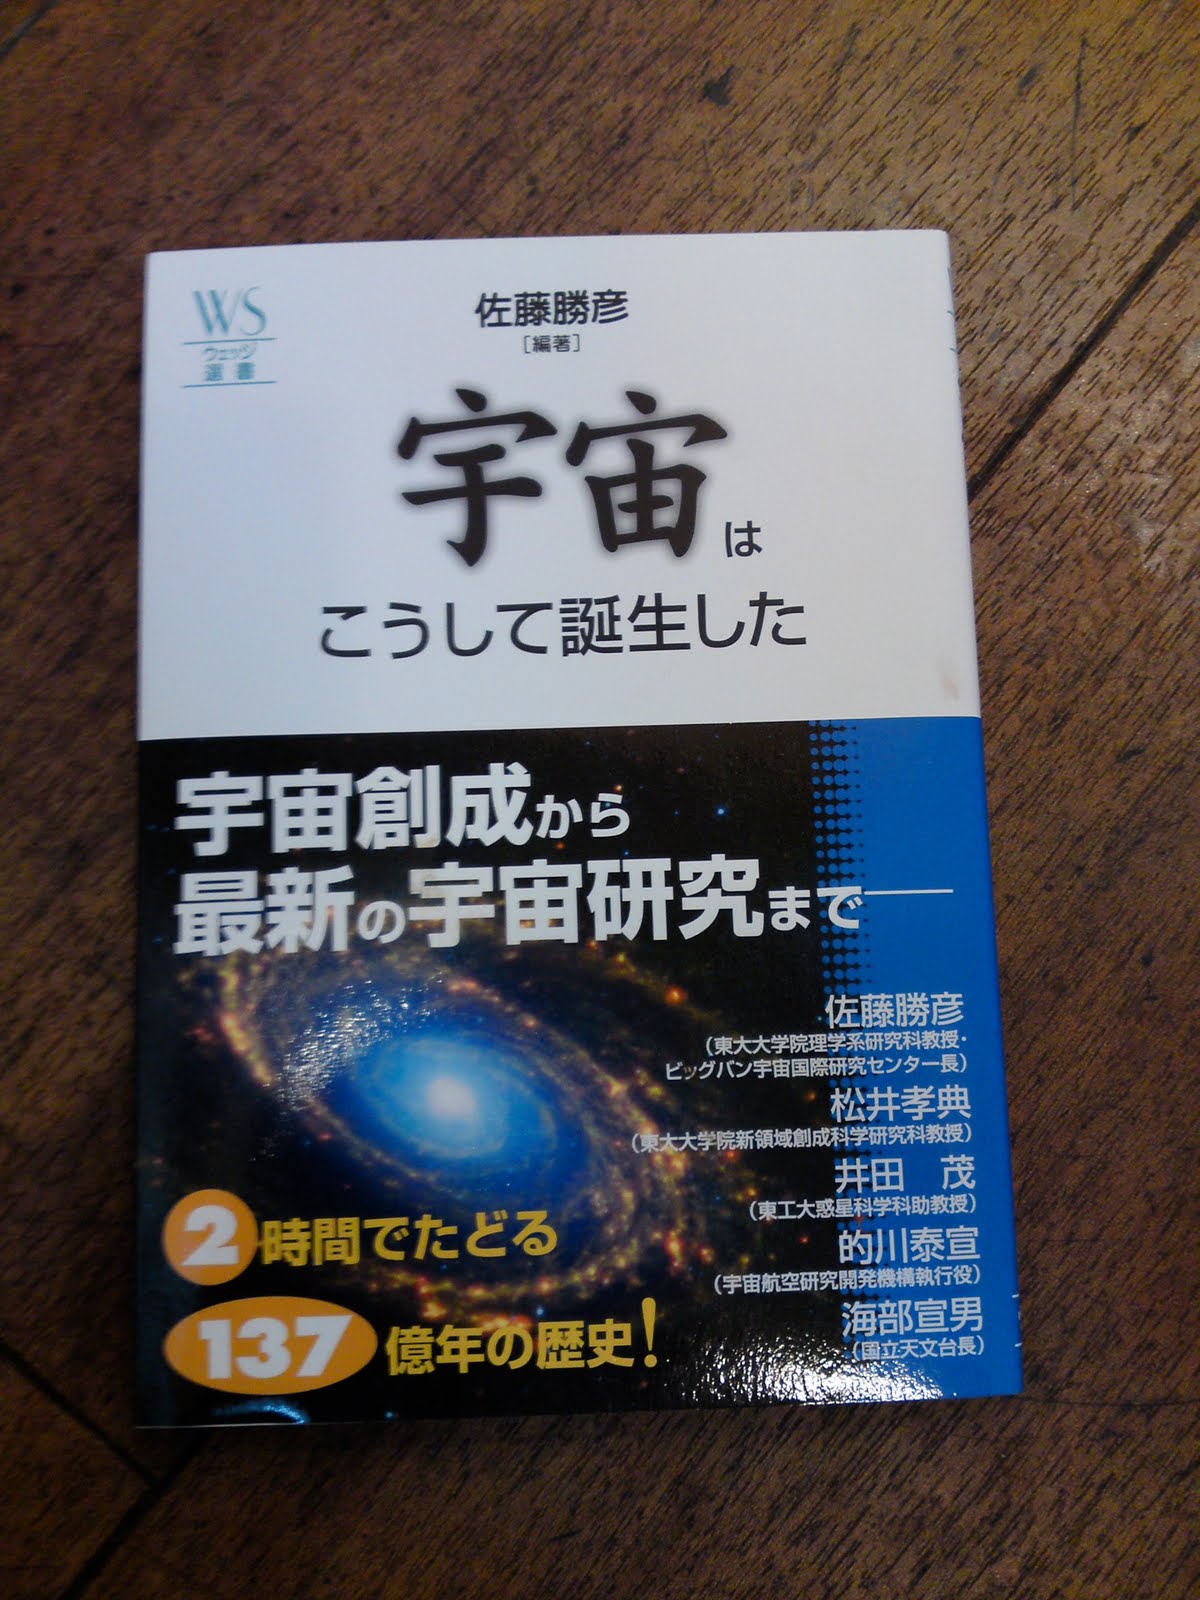 WS
ウェッジ
選書
佐藤勝彦
[編著]
宇宙は
こうして誕生した
宇宙創成から
最新の宇宙研究まで――
佐藤勝彦
（東大大学院理学系研究科教授・
ビッグバン宇宙国際研究センター長）
松井孝典
（東大大学院新領域創成科学研究科教授）
井田　茂
（東工大惑星科学科助教授）
的川泰宣
（宇宙航空研究開発機構執行役）
海部宣男
（国立天文台長）
2時間でたどる
137億年の歴史！